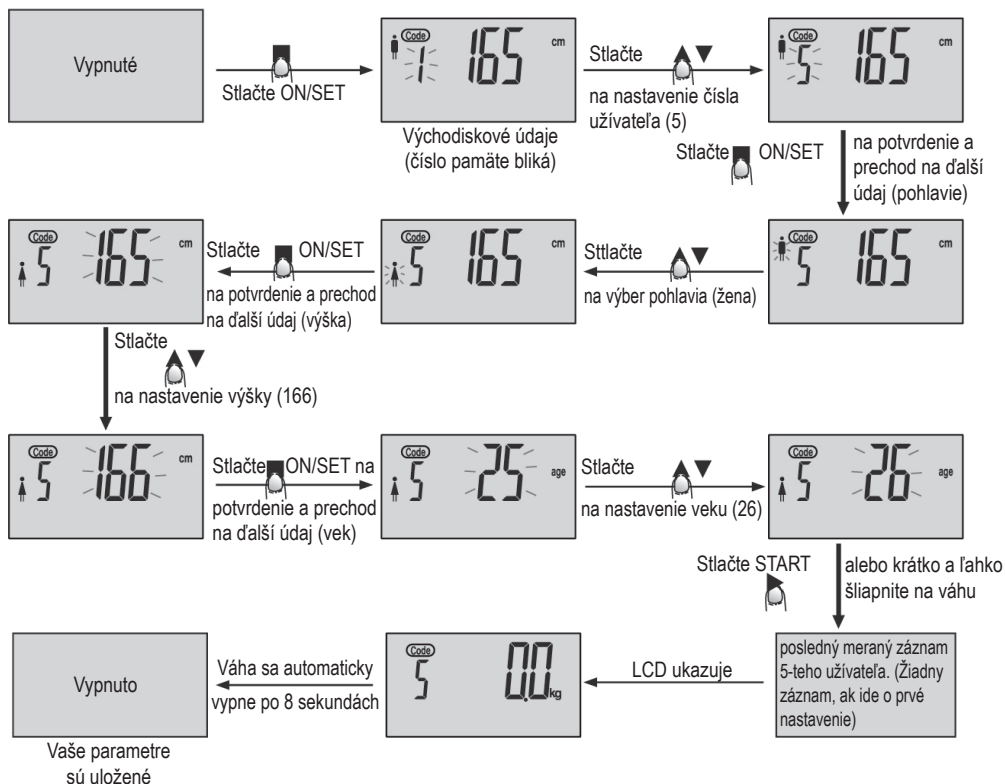 Vypnuté
Stlačte ON/SET
Code
1 165 cm
Východiskové údaje
(číslo pamäte bliká)
Stlačte
na nastavenie čísla
užívateľa (5)
Code
5 165 cm
Stlačte ON/SET
na potvrdenie a
prechod na ďalší
údaj (pohlavie)
Code
5 165 cm
Sttlačte
na výber pohlavia (žena)
Code
5 165 cm
Stlačte ON/SET
na potvrdenie a prechod
na ďalší údaj (výška)
Code
5 165 cm
Stlačte
na nastavenie výšky (166)
Code
5 166 cm
Stlačte ON/SET na
potvrdenie a prechod
na ďalší údaj (vek)
Code
5 25 age
Stlačte
na nastavenie veku (26)
Code
5 26 age
Stlačte START
alebo krátko a ľahko
šliapnite na váhu
posledný meraný záznam
5-teho užívateľa. (Žiadny
záznam, ak ide o prvé
nastavenie)
LCD ukazuje
Code
5 0.0 kg
Váha sa automaticky
vypne po 8 sekundách
Vypnuto
Vaše parametre
sú uložené